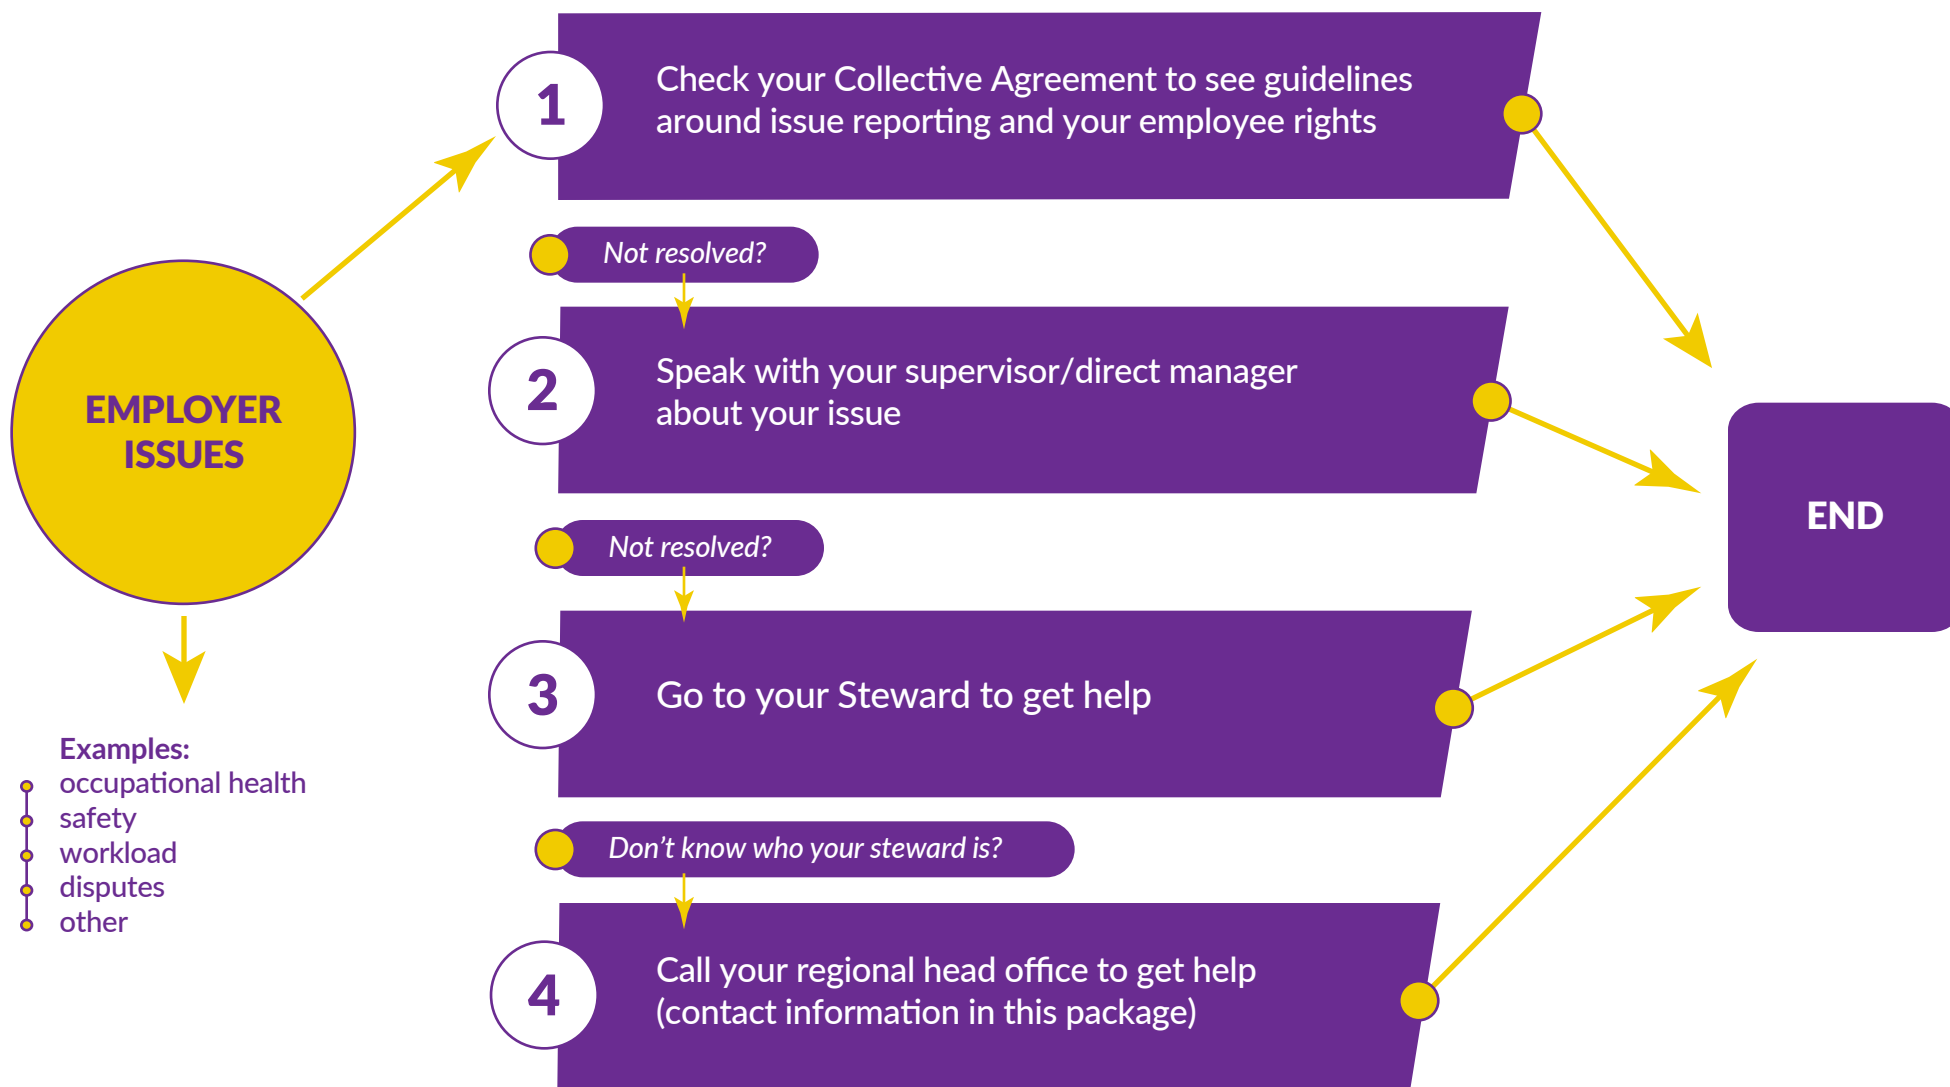 EMPLOYER
ISSUES
Examples:
occupational health
safety
workload
disputes
other
1
Check your Collective Agreement to see guidelines
around issue reporting and your employee rights
Not resolved?
2
Speak with your supervisor/direct manager
about your issue
Not resolved?
3
Go to your Steward to get help
Don't know who your steward is?
4
Call your regional head office to get help
(contact information in this package)
END